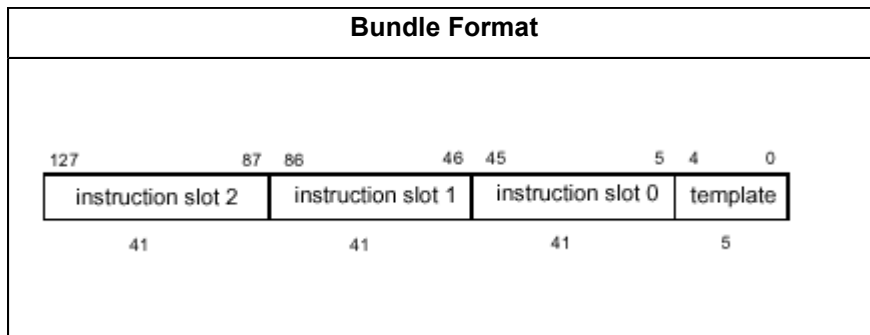 Bundle Format
127 87 86 46 45 5 4 0
instruction slot 2 instruction slot 1 instruction slot 0 template
41 41 41 5